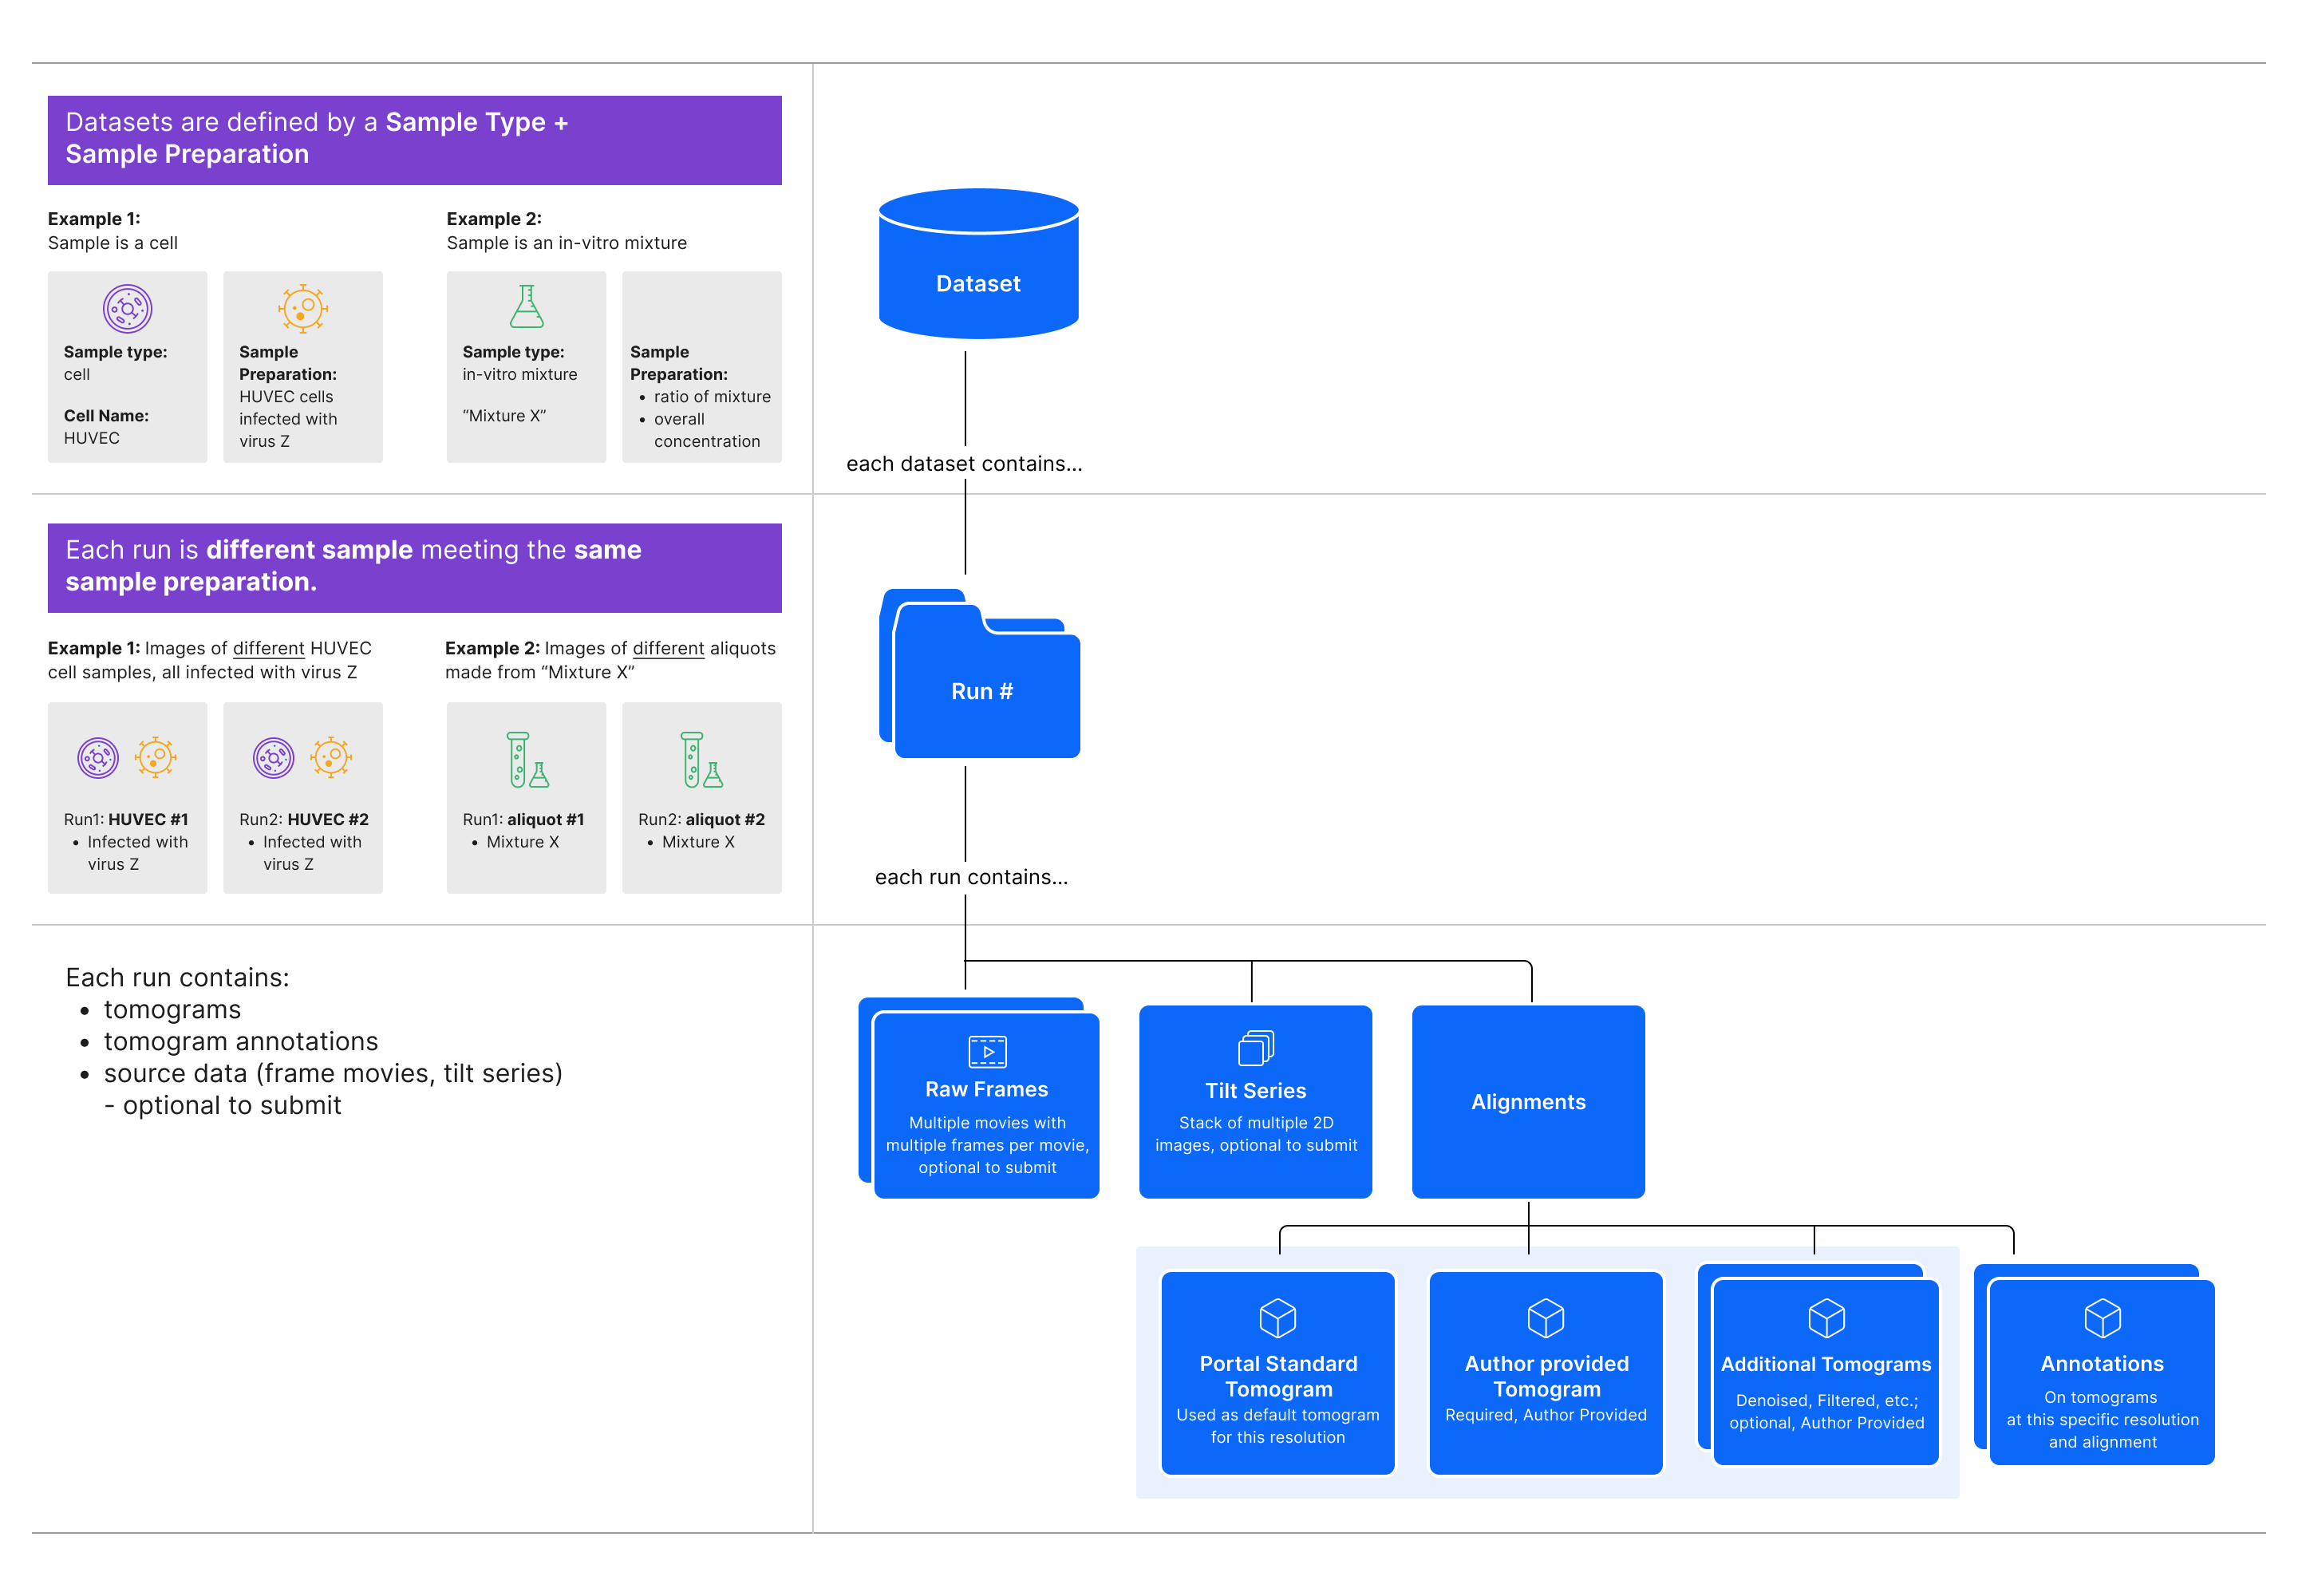 Datasets are defined by a Sample Type +
Sample Preparation
Example 1:
Sample is a cell
Example 2:
Sample is an in-vitro mixture
Sample type:
cell
Cell Name:
HUVEC
Sample
Preparation:
HUVEC cells
infected with
virus Z
Sample type:
in-vitro mixture
“Mixture X”
Sample
Preparation:
• ratio of mixture
• overall
concentration
Dataset
each dataset contains...
Each run is different sample meeting the same
sample preparation.
Example 1: Images of different HUVEC
cell samples, all infected with virus Z
Example 2: Images of different aliquots
made from “Mixture X”
Run1: HUVEC #1
• Infected with
virus Z
Run2: HUVEC #2
• Infected with
virus Z
Run1: aliquot #1
• Mixture X
Run2: aliquot #2
• Mixture X
Run #
each run contains...
Each run contains:
• tomograms
• tomogram annotations
• source data (frame movies, tilt series)
- optional to submit
Raw Frames
Multiple movies with
multiple frames per movie,
optional to submit
Tilt Series
Stack of multiple 2D
images, optional to submit
Alignments
Portal Standard
Tomogram
Used as default tomogram
for this resolution
Author provided
Tomogram
Required, Author Provided
Additional Tomograms
Denoised, Filtered, etc.;
optional, Author Provided
Annotations
On tomograms
at this specific resolution
and alignment